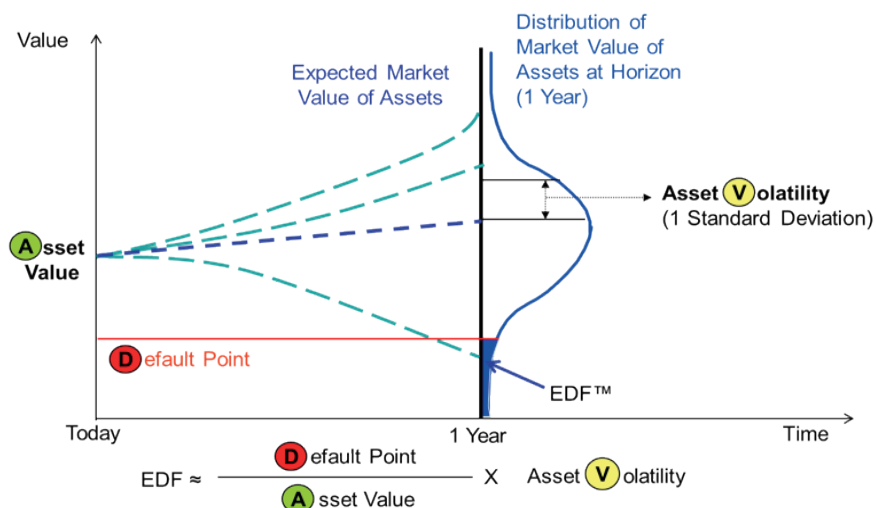 Value
Distribution of
Market Value of
Assets at Horizon
(1 Year)
Expected Market
Value of Assets
Asset Volatility
(1 Standard Deviation)
Asset
Value
Default Point
EDF™
Today
1 Year
Time
Default Point
EDF ≈ X Asset Volatility
Asset Value